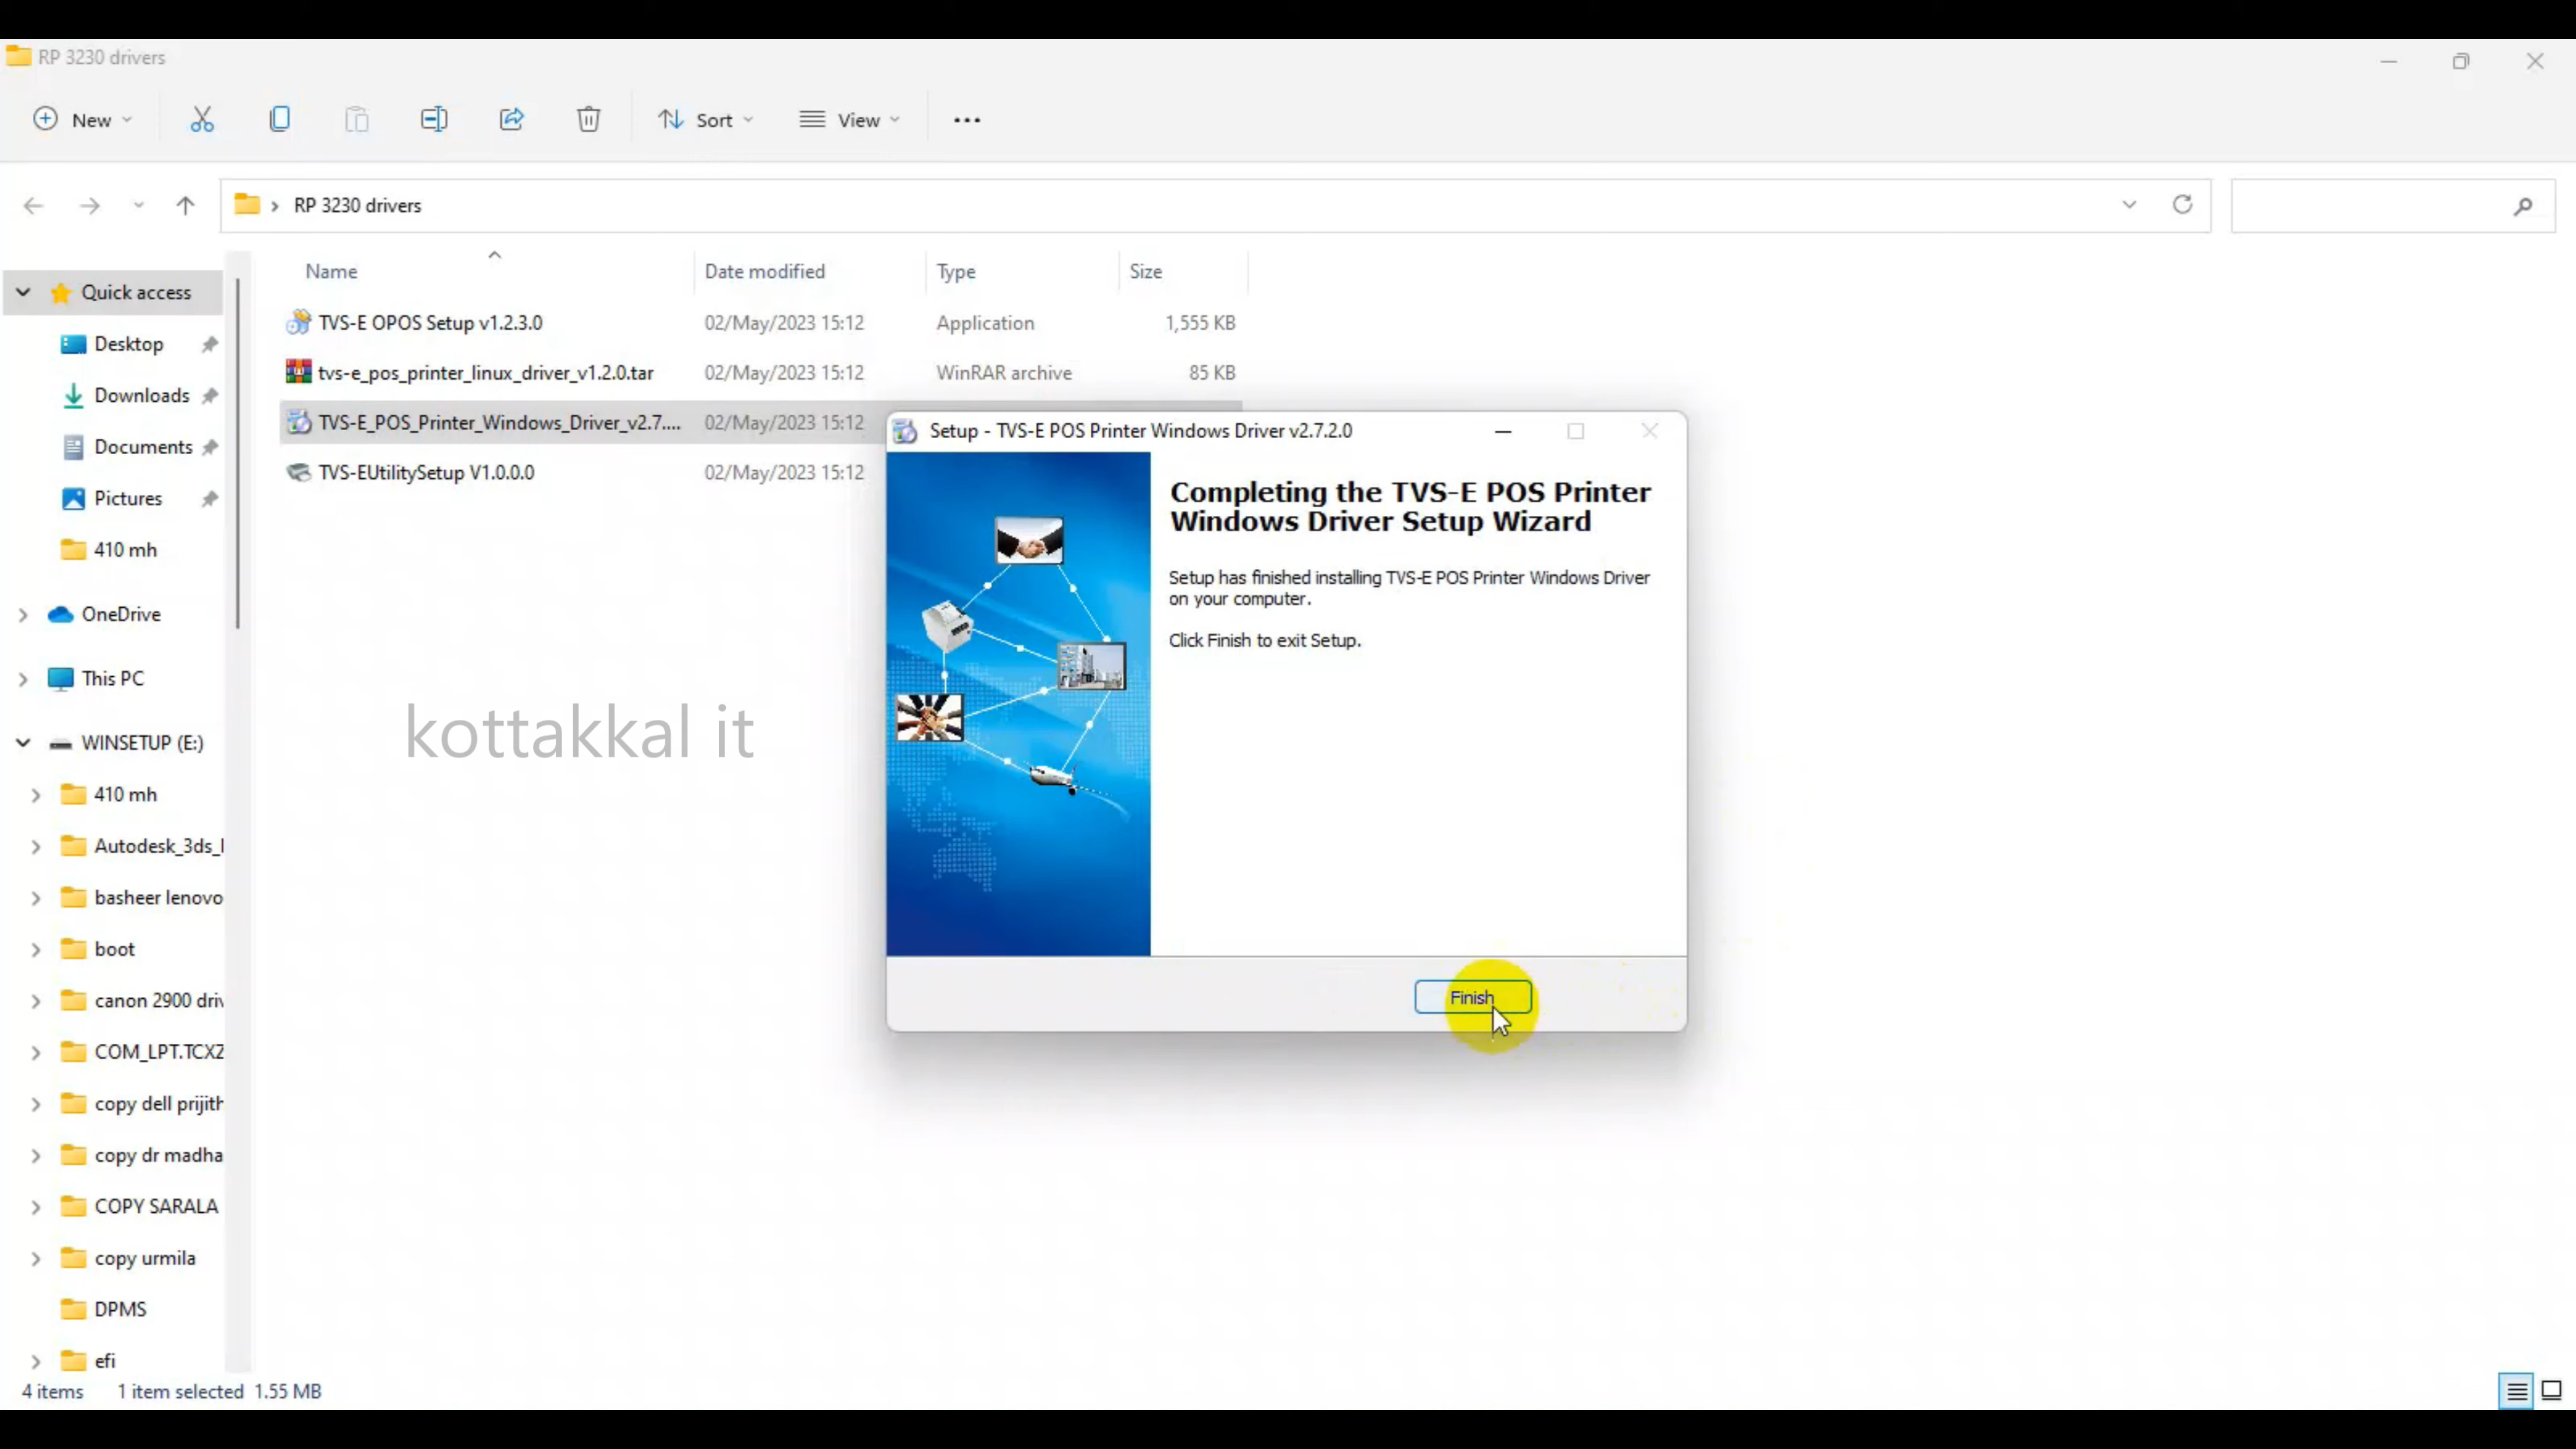 RP 3230 drivers
New
Sort
View
RP 3230 drivers
Name
Date modified
Type
Size
Quick access
Desktop
Downloads
Documents
Pictures
410 mh
OneDrive
This PC
WINSETUP (E:)
410 mh
Autodesk_3ds_
basheer lenovo
boot
canon 2900 driv
COM_LPT.TCXZ
copy dell prijith
copy dr madha
COPY SARALA
copy urmila
DPMS
efi
TVS-E OPOS Setup v1.2.3.0 02/May/2023 15:12 Application 1,555 KB
tvs-e_pos_printer_linux_driver_v1.2.0.tar 02/May/2023 15:12 WinRAR archive 85 KB
TVS-E_POS_Printer_Windows_Driver_v2.7.... 02/May/2023 15:12
TVS-EUtilitySetup V1.0.0.0 02/May/2023 15:12
kottakkal it
Setup - TVS-E POS Printer Windows Driver v2.7.2.0
Completing the TVS-E POS Printer
Windows Driver Setup Wizard
Setup has finished installing TVS-E POS Printer Windows Driver
on your computer.
Click Finish to exit Setup.
Finish
4 items 1 item selected 1.55 MB